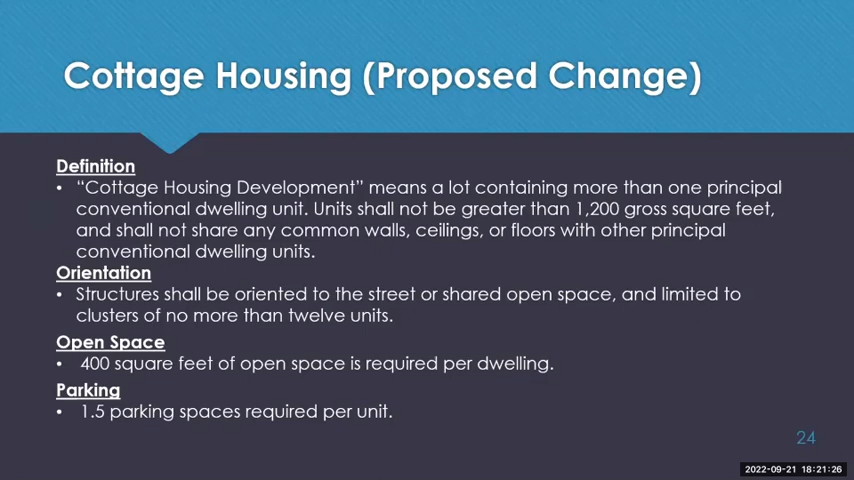 Cottage Housing (Proposed Change)
Definition
• “Cottage Housing Development” means a lot containing more than one principal
conventional dwelling unit. Units shall not be greater than 1,200 gross square feet,
and shall not share any common walls, ceilings, or floors with other principal
conventional dwelling units.
Orientation
• Structures shall be oriented to the street or shared open space, and limited to
clusters of no more than twelve units.
Open Space
• 400 square feet of open space is required per dwelling.
Parking
• 1.5 parking spaces required per unit.
24
2022-09-21 18:21:26